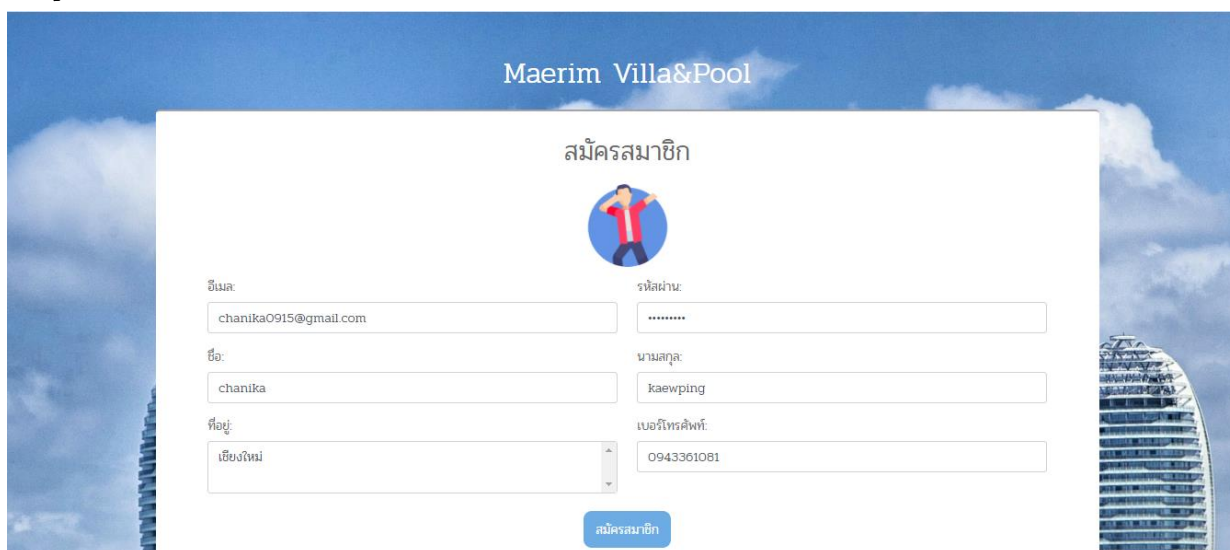 Maerim Villa&Pool
สมัครสมาชิก
อีเมล: รหัสผ่าน:
chanika0915@gmail.com •••••••••
ชื่อ: นามสกุล:
chanika kaewping
ที่อยู่: เบอร์โทรศัพท์:
เชียงใหม่ 0943361081
สมัครสมาชิก